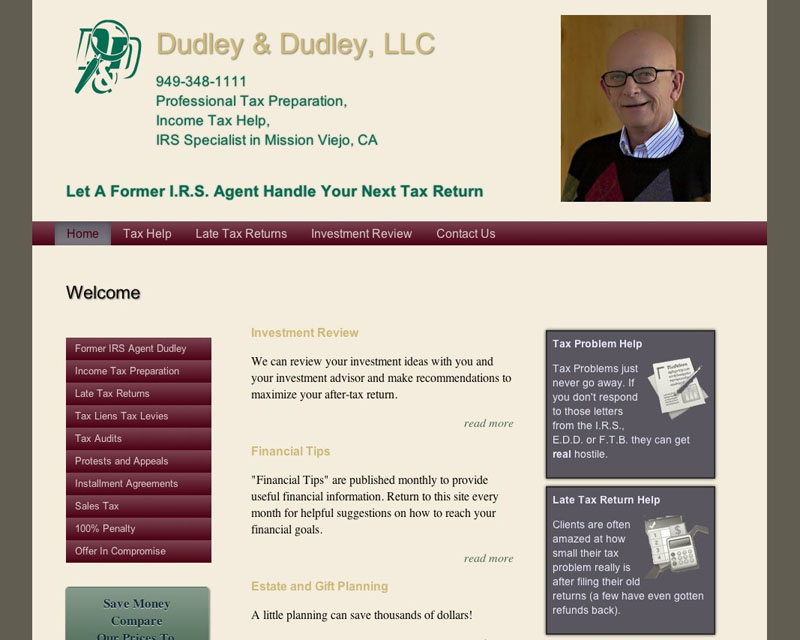 D&D
Dudley & Dudley, LLC
949-348-1111
Professional Tax Preparation,
Income Tax Help,
IRS Specialist in Mission Viejo, CA
Let A Former I.R.S. Agent Handle Your Next Tax Return
Home Tax Help Late Tax Returns Investment Review Contact Us
Welcome
Former IRS Agent Dudley
Income Tax Preparation
Late Tax Returns
Tax Liens Tax Levies
Tax Audits
Protests and Appeals
Installment Agreements
Sales Tax
100% Penalty
Offer In Compromise
Save Money
Compare
Our Prices To
Investment Review
We can review your investment ideas with you and
your investment advisor and make recommendations to
maximize your after-tax return.
read more
Financial Tips
"Financial Tips" are published monthly to provide
useful financial information. Return to this site every
month for helpful suggestions on how to reach your
financial goals.
read more
Estate and Gift Planning
A little planning can save thousands of dollars!
Tax Problem Help
Tax Problems just
never go away. If
you don't respond
to those letters
from the I.R.S.,
E.D.D. or F.T.B. they can get
real hostile.
Late Tax Return Help
Clients are often
amazed at how
small their tax
problem really is
after filing their old
returns (a few have even gotten
refunds back).